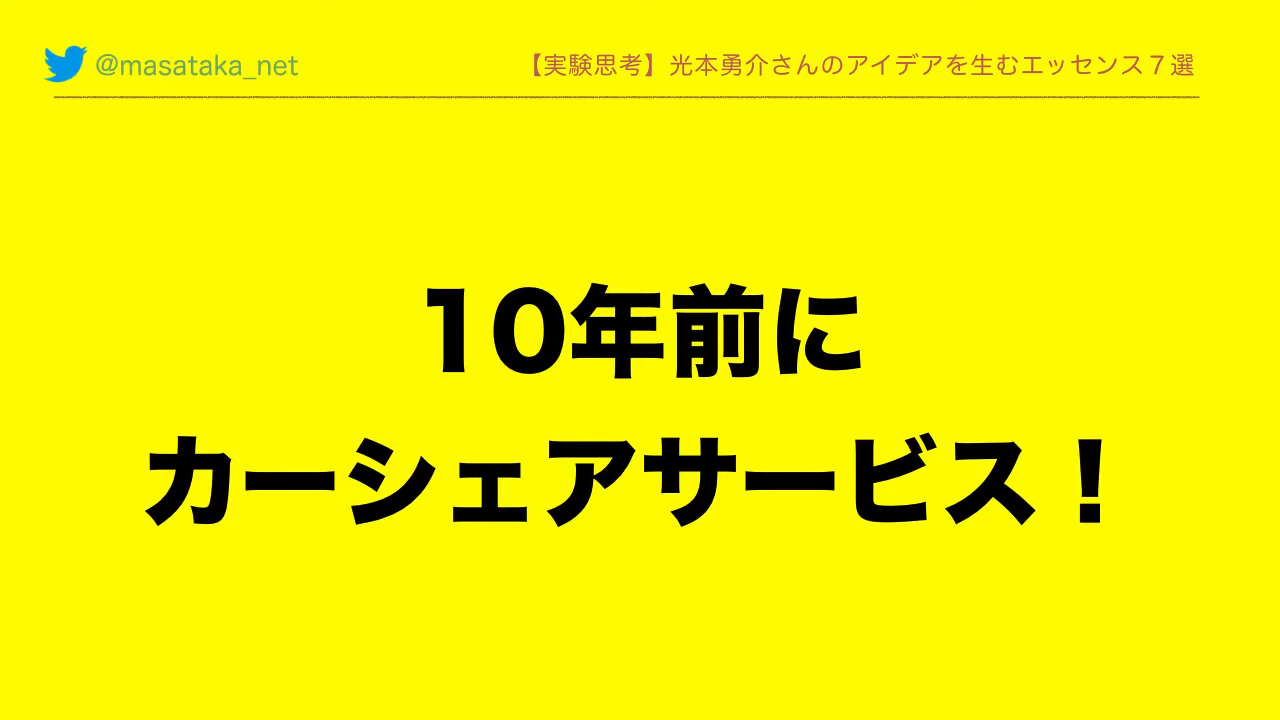 @masataka_net
【実験思考】光本勇介さんのアイデアを生むエッセンス７選
10年前に
カーシェアサービス！